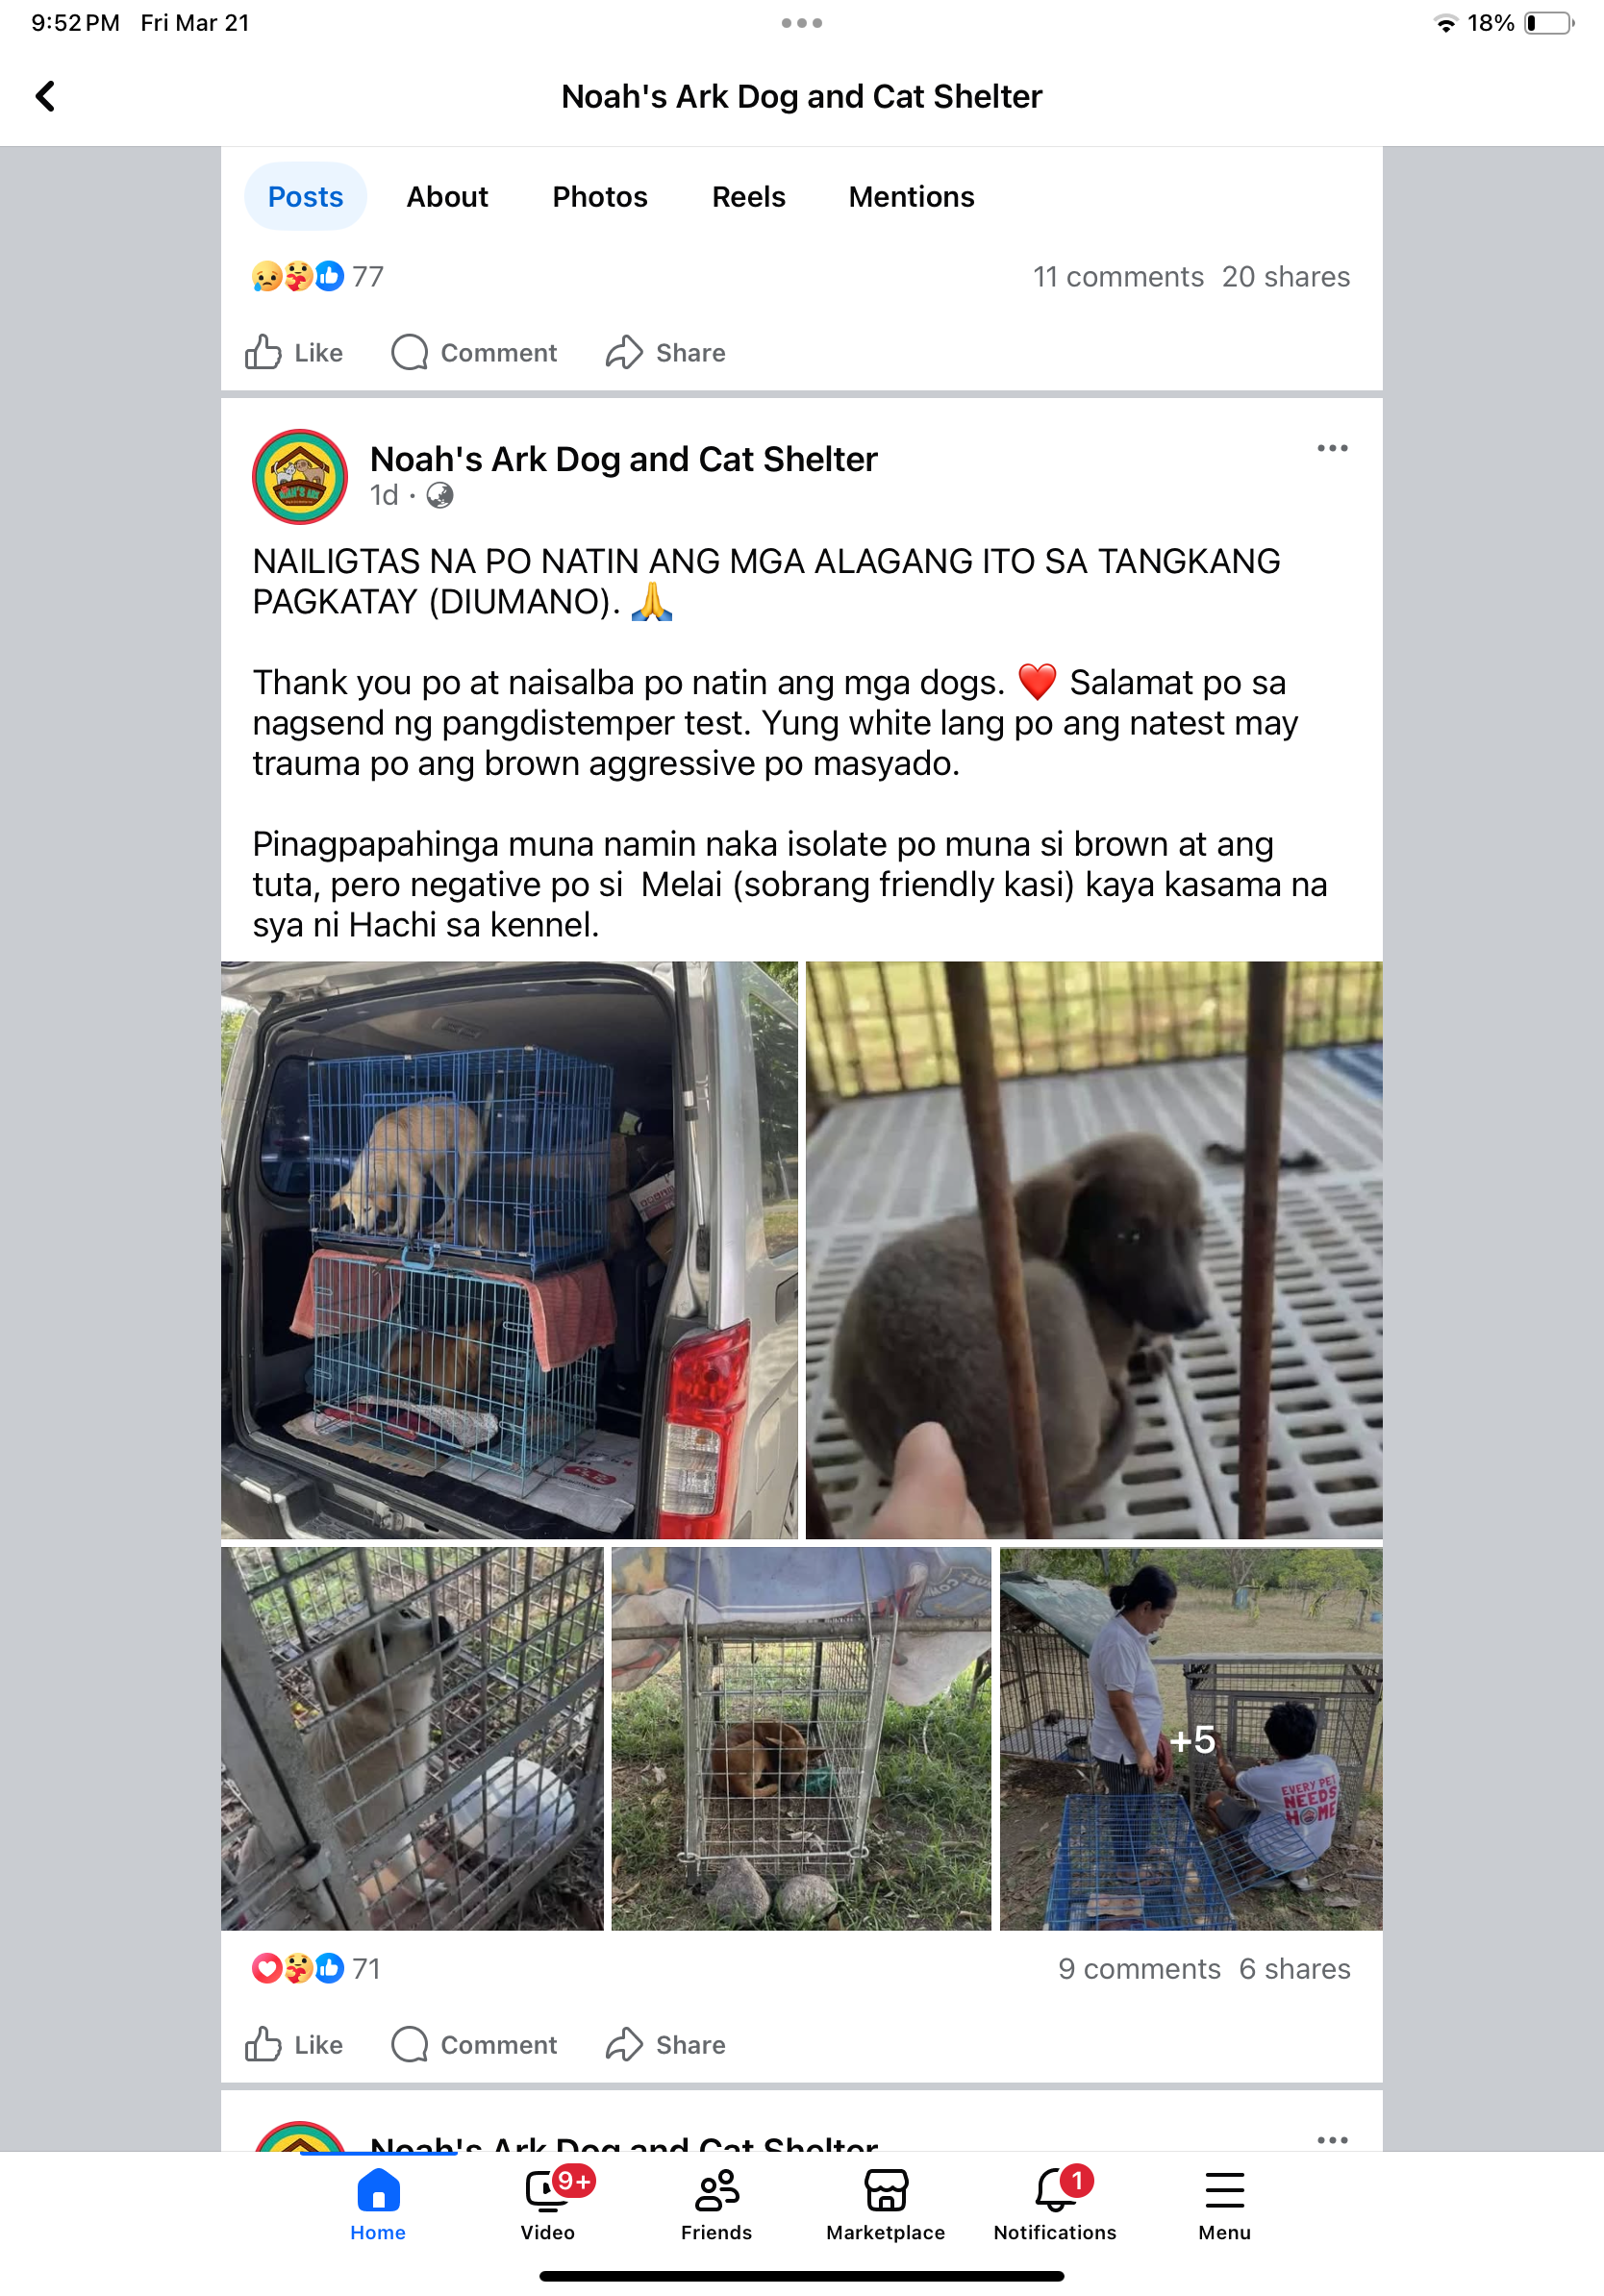 9:52 PM Fri Mar 21
18%
Noah's Ark Dog and Cat Shelter
Posts About Photos Reels Mentions
77 11 comments 20 shares
Like Comment Share
Noah's Ark Dog and Cat Shelter
1d ·
NAILIGTAS NA PO NATIN ANG MGA ALAGANG ITO SA TANGKANG
PAGKATAY (DIUMANO). 🙏
Thank you po at naisalba po natin ang mga dogs. ❤️ Salamat po sa
nagsend ng pangdistemper test. Yung white lang po ang natest may
trauma po ang brown aggressive po masyado.
Pinagpapahinga muna namin naka isolate po muna si brown at ang
tuta, pero negative po si  Melai (sobrang friendly kasi) kaya kasama na
sya ni Hachi sa kennel.
+5
EVERY PET
NEEDS
HOME
71 9 comments 6 shares
Like Comment Share
Noah's Ark Dog and Cat Shelter
9+
1
Home Video Friends Marketplace Notifications Menu